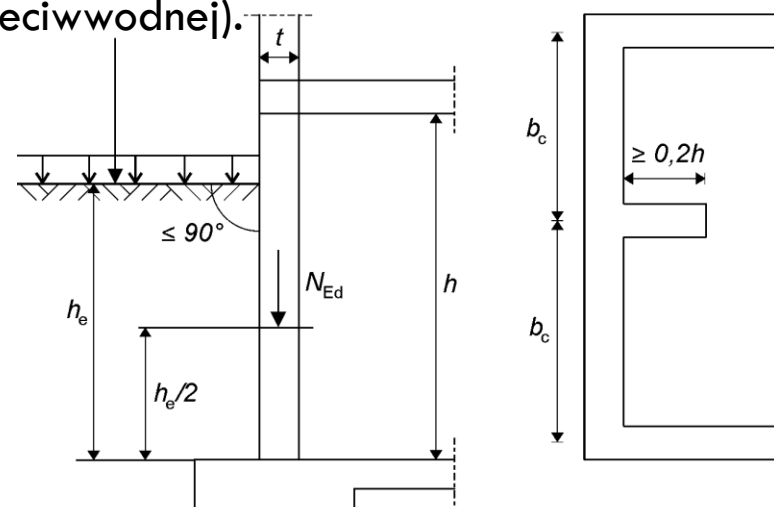 eciwwodnej).
t
b_c
≥ 0,2h
≤ 90°
N_Ed
h
h_e
b_c
h_e/2